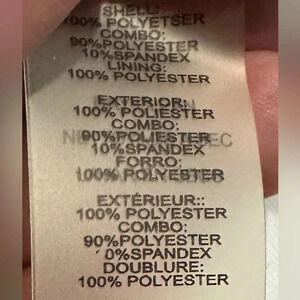 SHELL:
100% POLYETSER
COMBO:
90%POLYESTER
10%SPANDEX
LINING:
100% POLYESTER
EXTERIOR:
100% POLIESTER
COMBO:
90%POLIESTER
10%SPANDEX
FORRO:
100% POLYESTER
EXTÉRIEUR::
100% POLYESTER
COMBO:
90%POLYESTER
0%SPANDEX
DOUBLURE:
100% POLYESTER